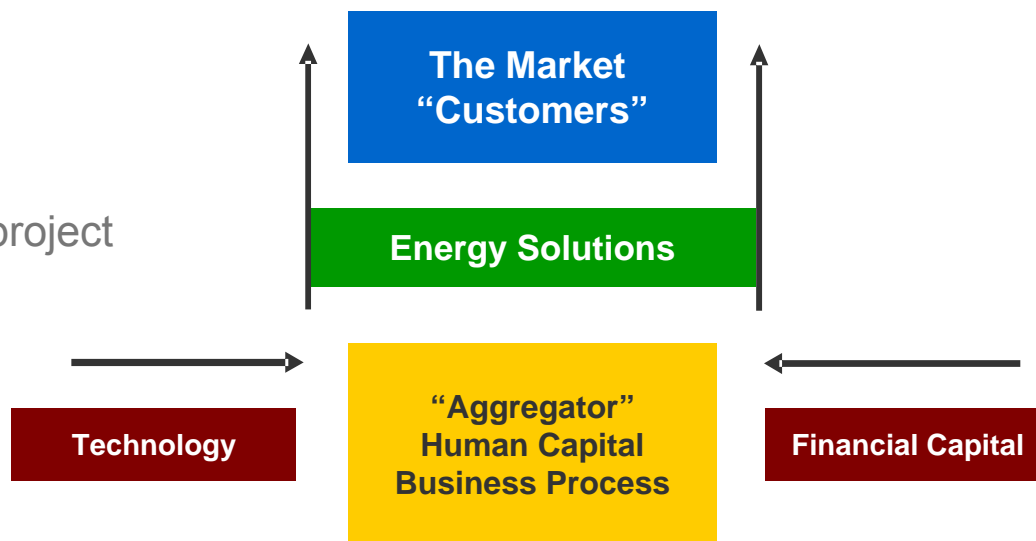 The Market
“Customers”
project
Energy Solutions
“Aggregator”
Human Capital
Business Process
Technology
Financial Capital